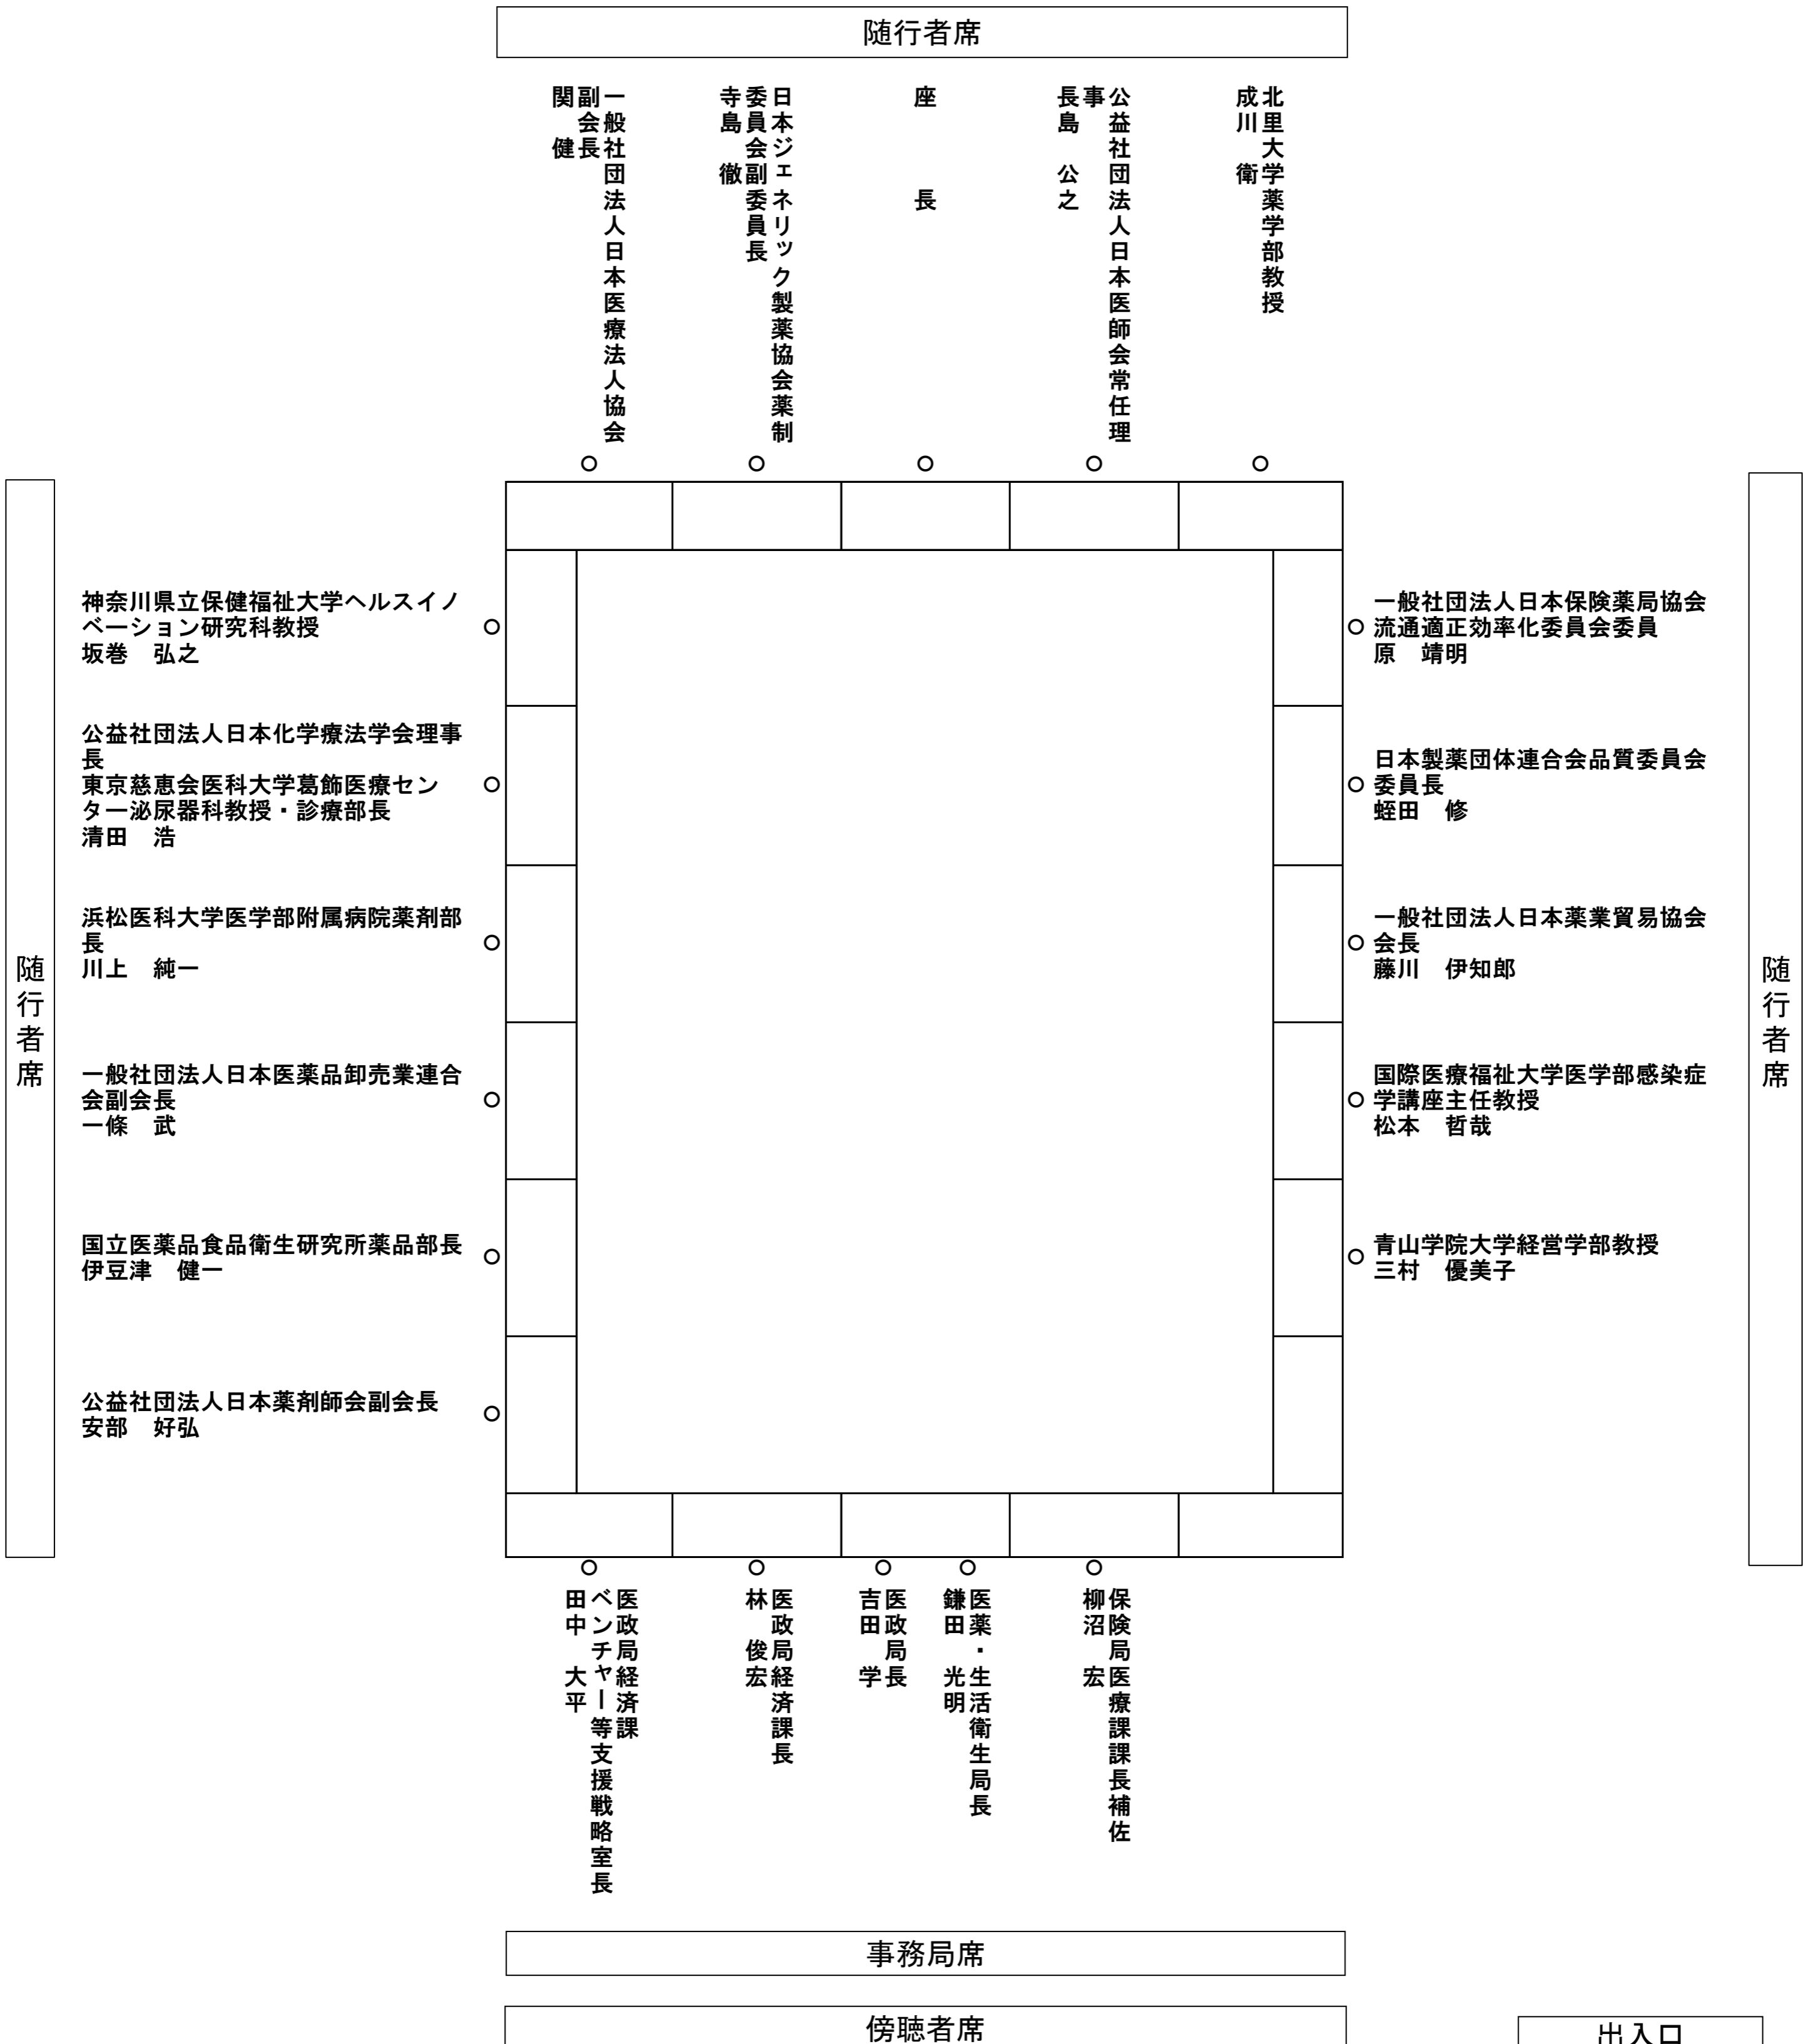 随行者席
一般社団法人日本医療法人協会
副会長
関　健
日本ジェネリック製薬協会薬制
委員会副委員長
寺島　徹
座　　　長
公益社団法人日本医師会常任理
事
長島　公之
北里大学薬学部教授
成川　衛
随行者席
神奈川県立保健福祉大学ヘルスイノ
ベーション研究科教授
坂巻　弘之
公益社団法人日本化学療法学会理事
長
東京慈恵会医科大学葛飾医療セン
ター泌尿器科教授・診療部長
清田　浩
浜松医科大学医学部附属病院薬剤部
長
川上　純一
一般社団法人日本医薬品卸売業連合
会副会長
一條　武
国立医薬品食品衛生研究所薬品部長
伊豆津　健一
公益社団法人日本薬剤師会副会長
安部　好弘
一般社団法人日本保険薬局協会
流通適正効率化委員会委員
原　靖明
日本製薬団体連合会品質委員会
委員長
蛭田　修
一般社団法人日本薬業貿易協会
会長
藤川　伊知郎
国際医療福祉大学医学部感染症
学講座主任教授
松本　哲哉
青山学院大学経営学部教授
三村　優美子
随行者席
医政局経済課
ベンチャー等支援戦略室長
田中　大平
医政局経済課長
林　俊宏
医政局長
吉田　学
医薬・生活衛生局長
鎌田　光明
保険局医療課課長補佐
柳沼　宏
事務局席
傍聴者席
出入口